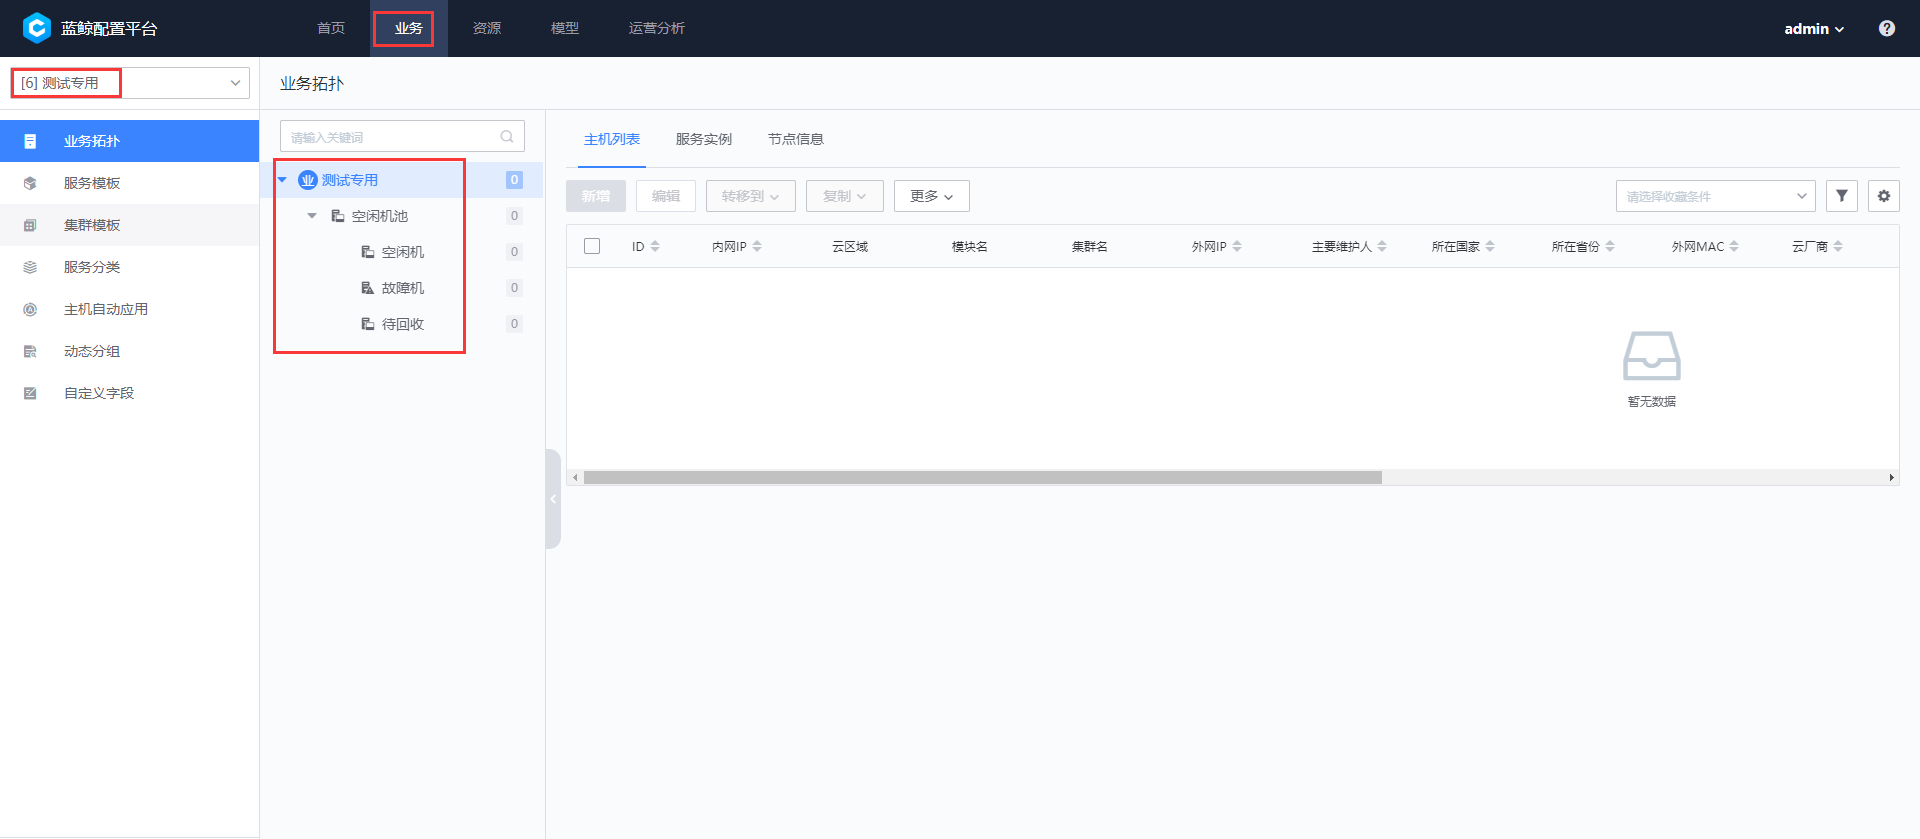 蓝鲸配置平台
首页 业务 资源 模型 运营分析
admin
[6] 测试专用
业务拓扑
服务模板
集群模板
服务分类
主机自动应用
动态分组
自定义字段
业务拓扑
请输入关键词
测试专用 0
空闲机池 0
空闲机 0
故障机 0
待回收 0
主机列表 服务实例 节点信息
新增 编辑 转移到 复制 更多
请选择收藏条件
ID 内网IP 云区域 模块名 集群名 外网IP 主要维护人 所在国家 所在省份 外网MAC 云厂商
暂无数据